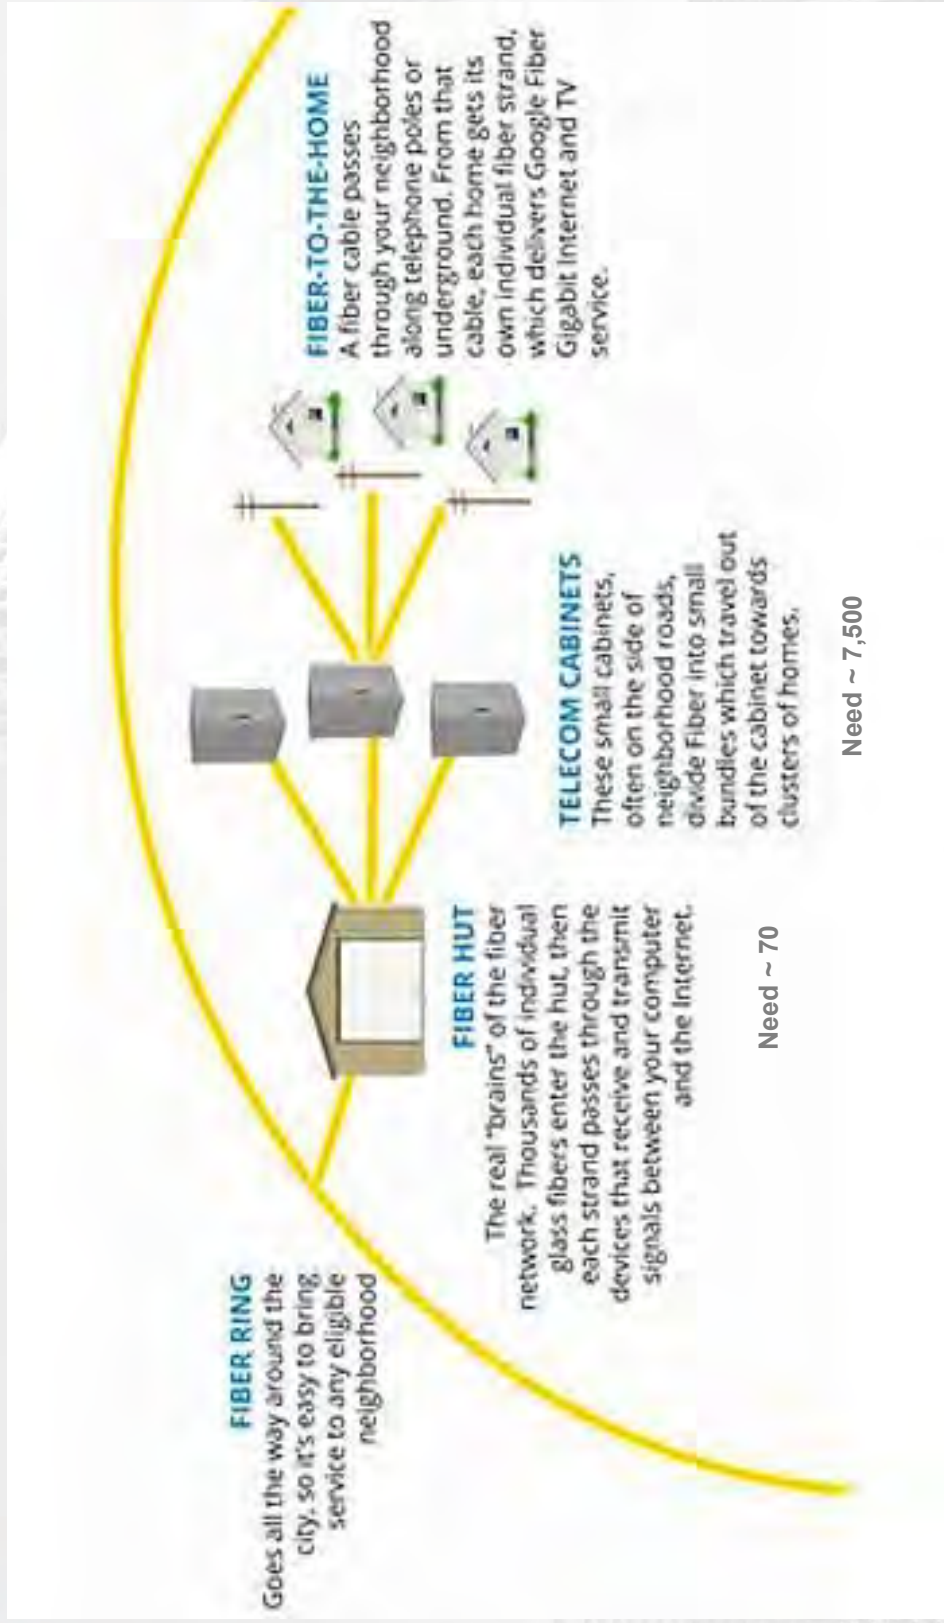 FIBER RING
Goes all the way around the
city, so it's easy to bring
service to any eligible
neighborhood
FIBER HUT
The real "brains" of the fiber
network. Thousands of individual
glass fibers enter the hut, then
each strand passes through the
devices that receive and transmit
signals between your computer
and the Internet.
Need ~ 70
TELECOM CABINETS
These small cabinets,
often on the side of
neighborhood roads,
divide Fiber into small
bundles which travel out
of the cabinet towards
clusters of homes.
Need ~ 7,500
FIBER-TO-THE-HOME
A fiber cable passes
through your neighborhood
along telephone poles or
underground. From that
cable, each home gets its
own individual fiber strand,
which delivers Google Fiber
Gigabit Internet and TV
service.